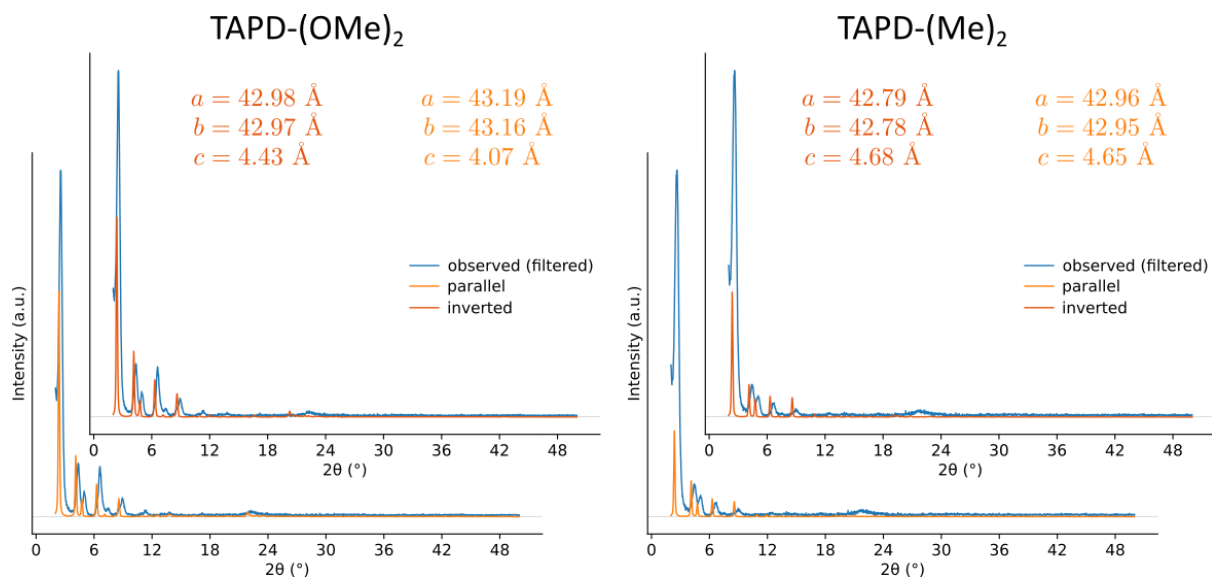 TAPD-(OMe)₂
a = 42.98 Å
b = 42.97 Å
c = 4.43 Å
a = 43.19 Å
b = 43.16 Å
c = 4.07 Å
observed (filtered)
parallel
inverted
Intensity (a.u.)
0 6 12 18 24 30 36 42 48
2θ (°)
0 6 12 18 24 30 36 42 48
2θ (°)
TAPD-(Me)₂
a = 42.79 Å
b = 42.78 Å
c = 4.68 Å
a = 42.96 Å
b = 42.95 Å
c = 4.65 Å
observed (filtered)
parallel
inverted
Intensity (a.u.)
0 6 12 18 24 30 36 42 48
2θ (°)
0 6 12 18 24 30 36 42 48
2θ (°)